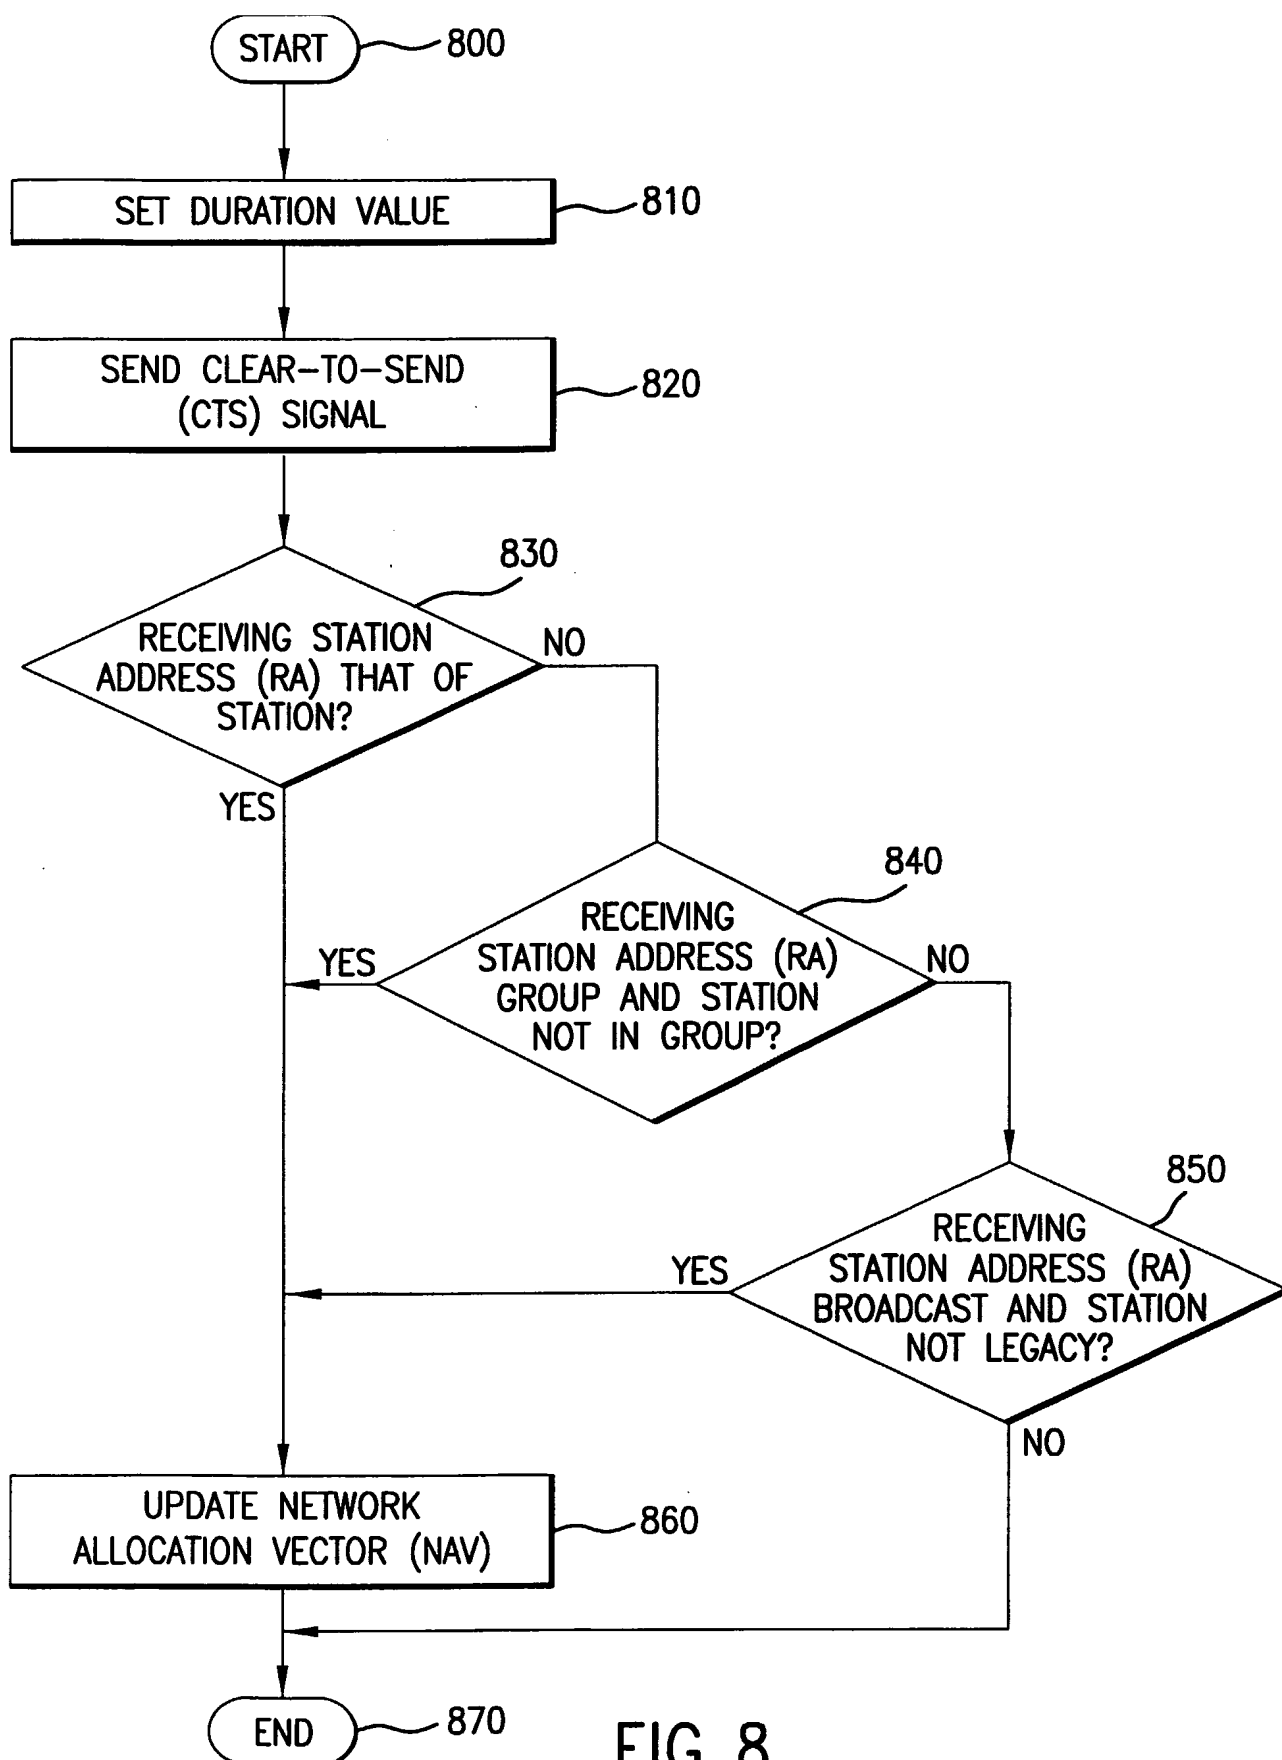 START
800
SET DURATION VALUE
810
SEND CLEAR-TO-SEND
(CTS) SIGNAL
820
830
RECEIVING STATION
ADDRESS (RA) THAT OF
STATION?
NO
YES
840
RECEIVING
STATION ADDRESS (RA)
GROUP AND STATION
NOT IN GROUP?
YES
NO
850
RECEIVING
STATION ADDRESS (RA)
BROADCAST AND STATION
NOT LEGACY?
YES
NO
UPDATE NETWORK
ALLOCATION VECTOR (NAV)
860
END
870
FIG. 8